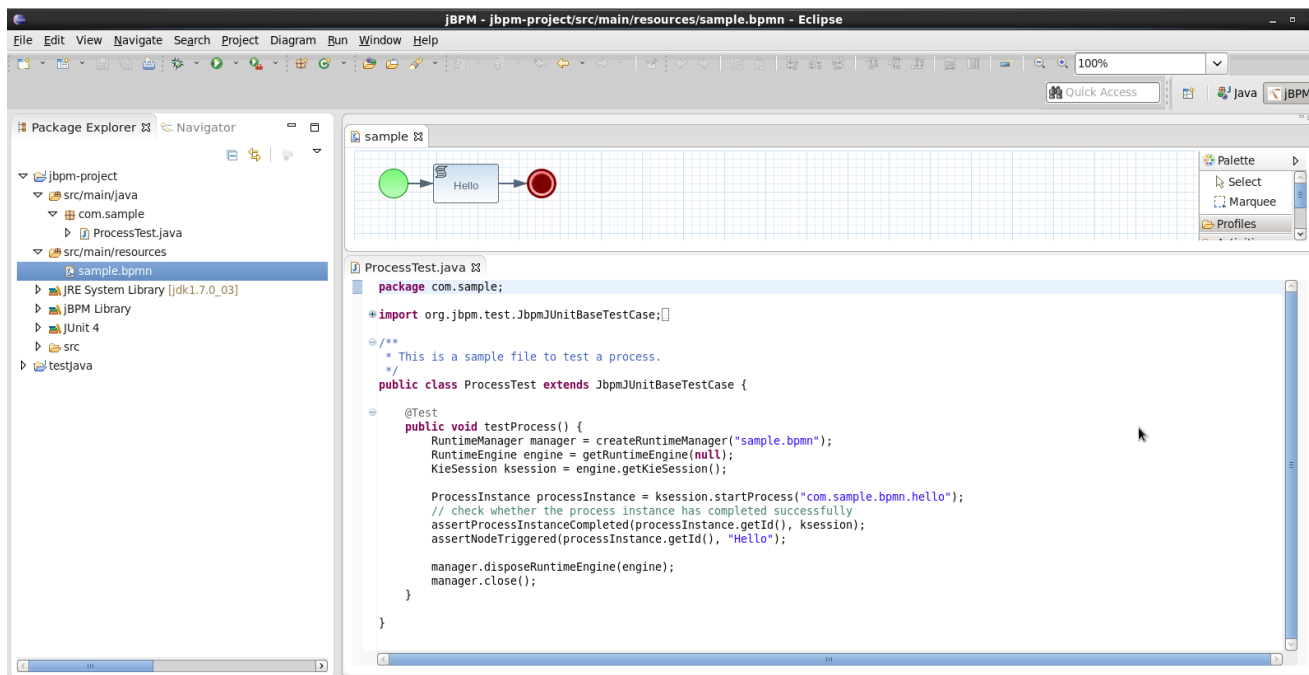 jBPM - jbpm-project/src/main/resources/sample.bpmn - Eclipse
File Edit View Navigate Search Project Diagram Run Window Help
100%
Quick Access
Java
jBPM
Package Explorer
Navigator
jbpm-project
src/main/java
com.sample
ProcessTest.java
src/main/resources
sample.bpmn
JRE System Library [jdk1.7.0_03]
jBPM Library
JUnit 4
src
testJava
sample
Hello
Palette
Select
Marquee
Profiles
ProcessTest.java
package com.sample;
import org.jbpm.test.JbpmJUnitBaseTestCase;
/**
* This is a sample file to test a process.
*/
public class ProcessTest extends JbpmJUnitBaseTestCase {
@Test
public void testProcess() {
RuntimeManager manager = createRuntimeManager("sample.bpmn");
RuntimeEngine engine = getRuntimeEngine(null);
KieSession ksession = engine.getKieSession();
ProcessInstance processInstance = ksession.startProcess("com.sample.bpmn.hello");
// check whether the process instance has completed successfully
assertProcessInstanceCompleted(processInstance.getId(), ksession);
assertNodeTriggered(processInstance.getId(), "Hello");
manager.disposeRuntimeEngine(engine);
manager.close();
}
}